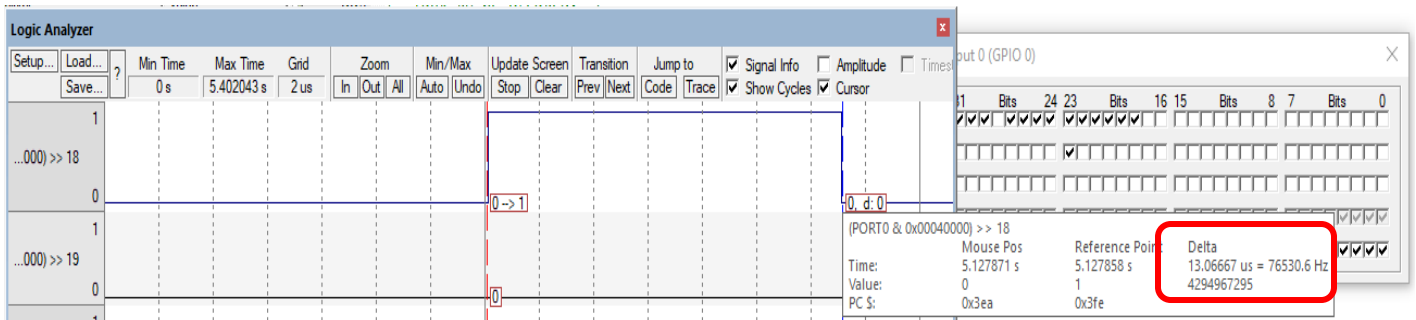 Logic Analyzer
Setup... Load... ? Min Time Max Time Grid Zoom Min/Max Update Screen Transition Jump to Signal Info Amplitude Times
Save... 0 s 5.402043 s 2 us In Out All Auto Undo Stop Clear Prev Next Code Trace Show Cycles Cursor
1
...000) >> 18
0
0 --> 1
0, d: 0
1
...000) >> 19
0
0
1
out 0 (GPIO 0)
31 Bits 24 23 Bits 16 15 Bits 8 7 Bits 0
(PORT0 & 0x00040000) >> 18
Mouse Pos Reference Point Delta
Time: 5.127871 s 5.127858 s 13.06667 us = 76530.6 Hz
Value: 0 1 4294967295
PC $: 0x3ea 0x3fe